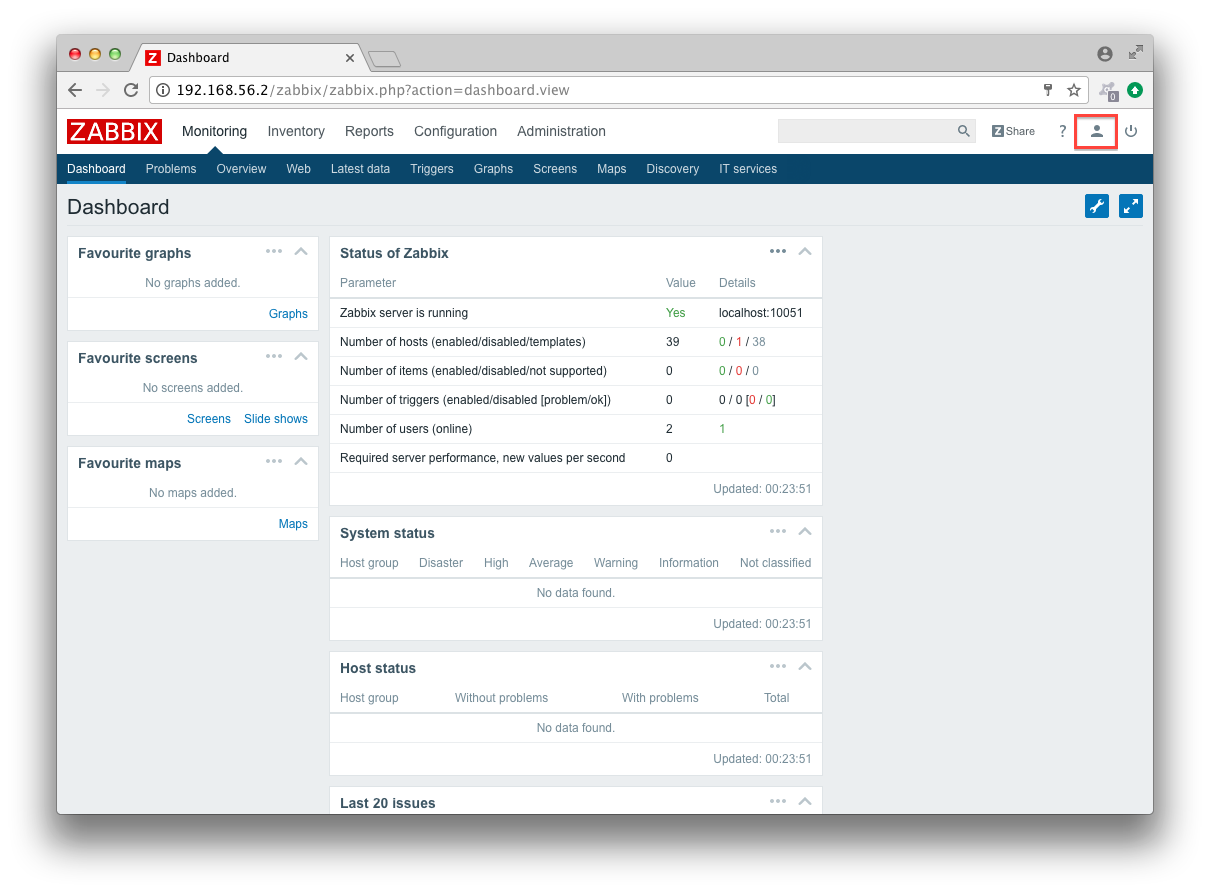 Z Dashboard
192.168.56.2/zabbix/zabbix.php?action=dashboard.view
0
ZABBIX Monitoring Inventory Reports Configuration Administration Z Share ?
Dashboard Problems Overview Web Latest data Triggers Graphs Screens Maps Discovery IT services
Dashboard
Favourite graphs
No graphs added.
Graphs
Favourite screens
No screens added.
Screens Slide shows
Favourite maps
No maps added.
Maps
Status of Zabbix
Parameter Value Details
Zabbix server is running Yes localhost:10051
Number of hosts (enabled/disabled/templates) 39 0 / 1 / 38
Number of items (enabled/disabled/not supported) 0 0 / 0 / 0
Number of triggers (enabled/disabled [problem/ok]) 0 0 / 0 [0 / 0]
Number of users (online) 2 1
Required server performance, new values per second 0
Updated: 00:23:51
System status
Host group Disaster High Average Warning Information Not classified
No data found.
Updated: 00:23:51
Host status
Host group Without problems With problems Total
No data found.
Updated: 00:23:51
Last 20 issues